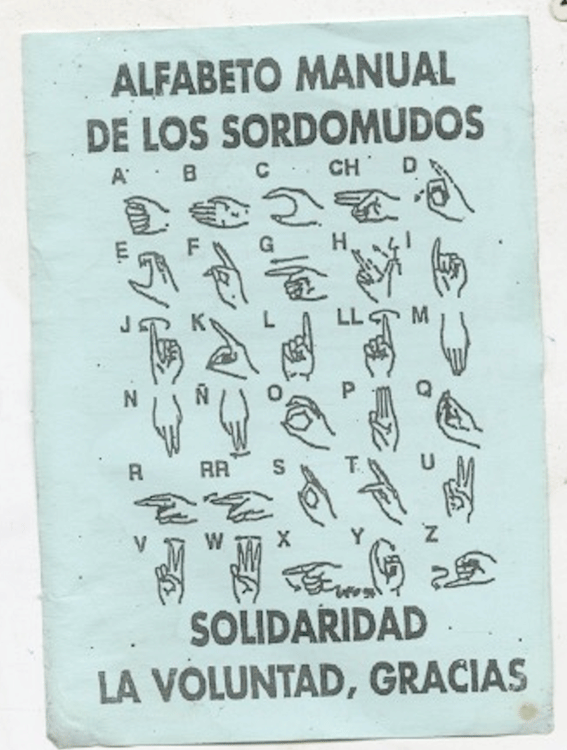 ALFABETO MANUAL
DE LOS SORDOMUDOS
A B C CH D
E F G H I
J K L LL M
N Ñ O P Q
R RR S T U
V W X Y Z
SOLIDARIDAD
LA VOLUNTAD, GRACIAS